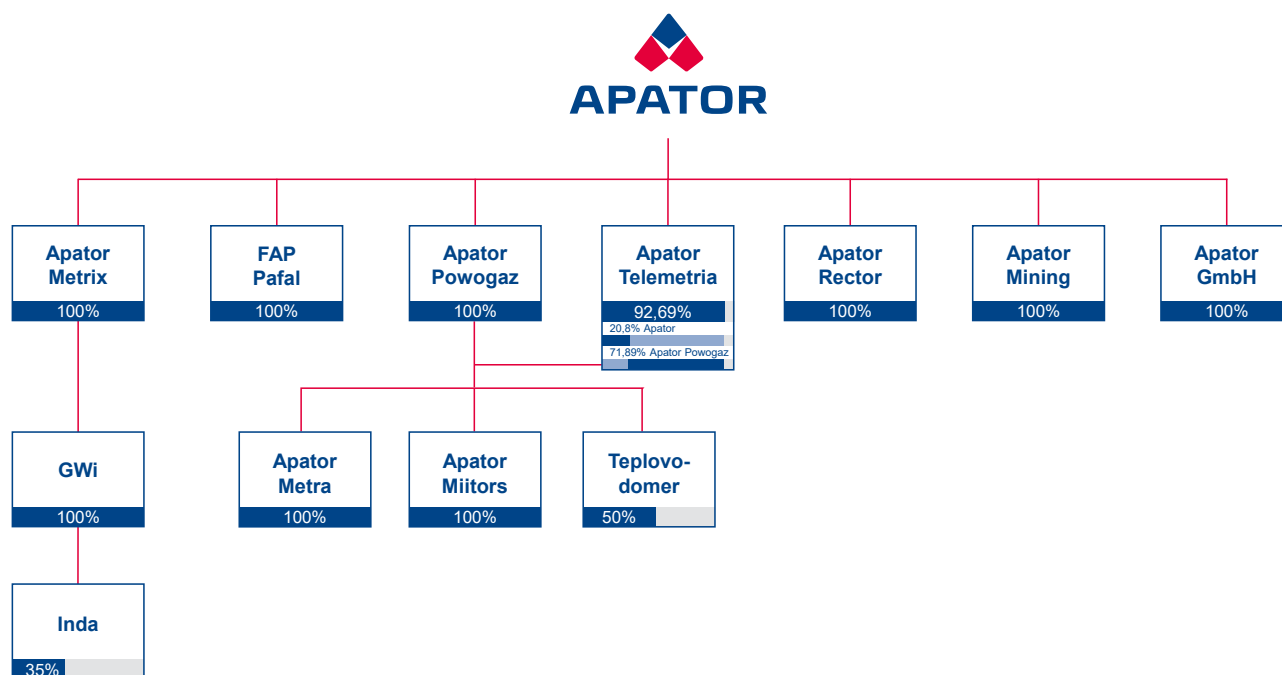 APATOR
Apator
Metrix
100%
FAP
Pafal
100%
Apator
Powogaz
100%
Apator
Telemetria
92,69%
20,8% Apator
71,89% Apator Powogaz
Apator
Rector
100%
Apator
Mining
100%
Apator
GmbH
100%
GWi
100%
Apator
Metra
100%
Apator
Miitors
100%
Teplovo-
domer
50%
Inda
35%